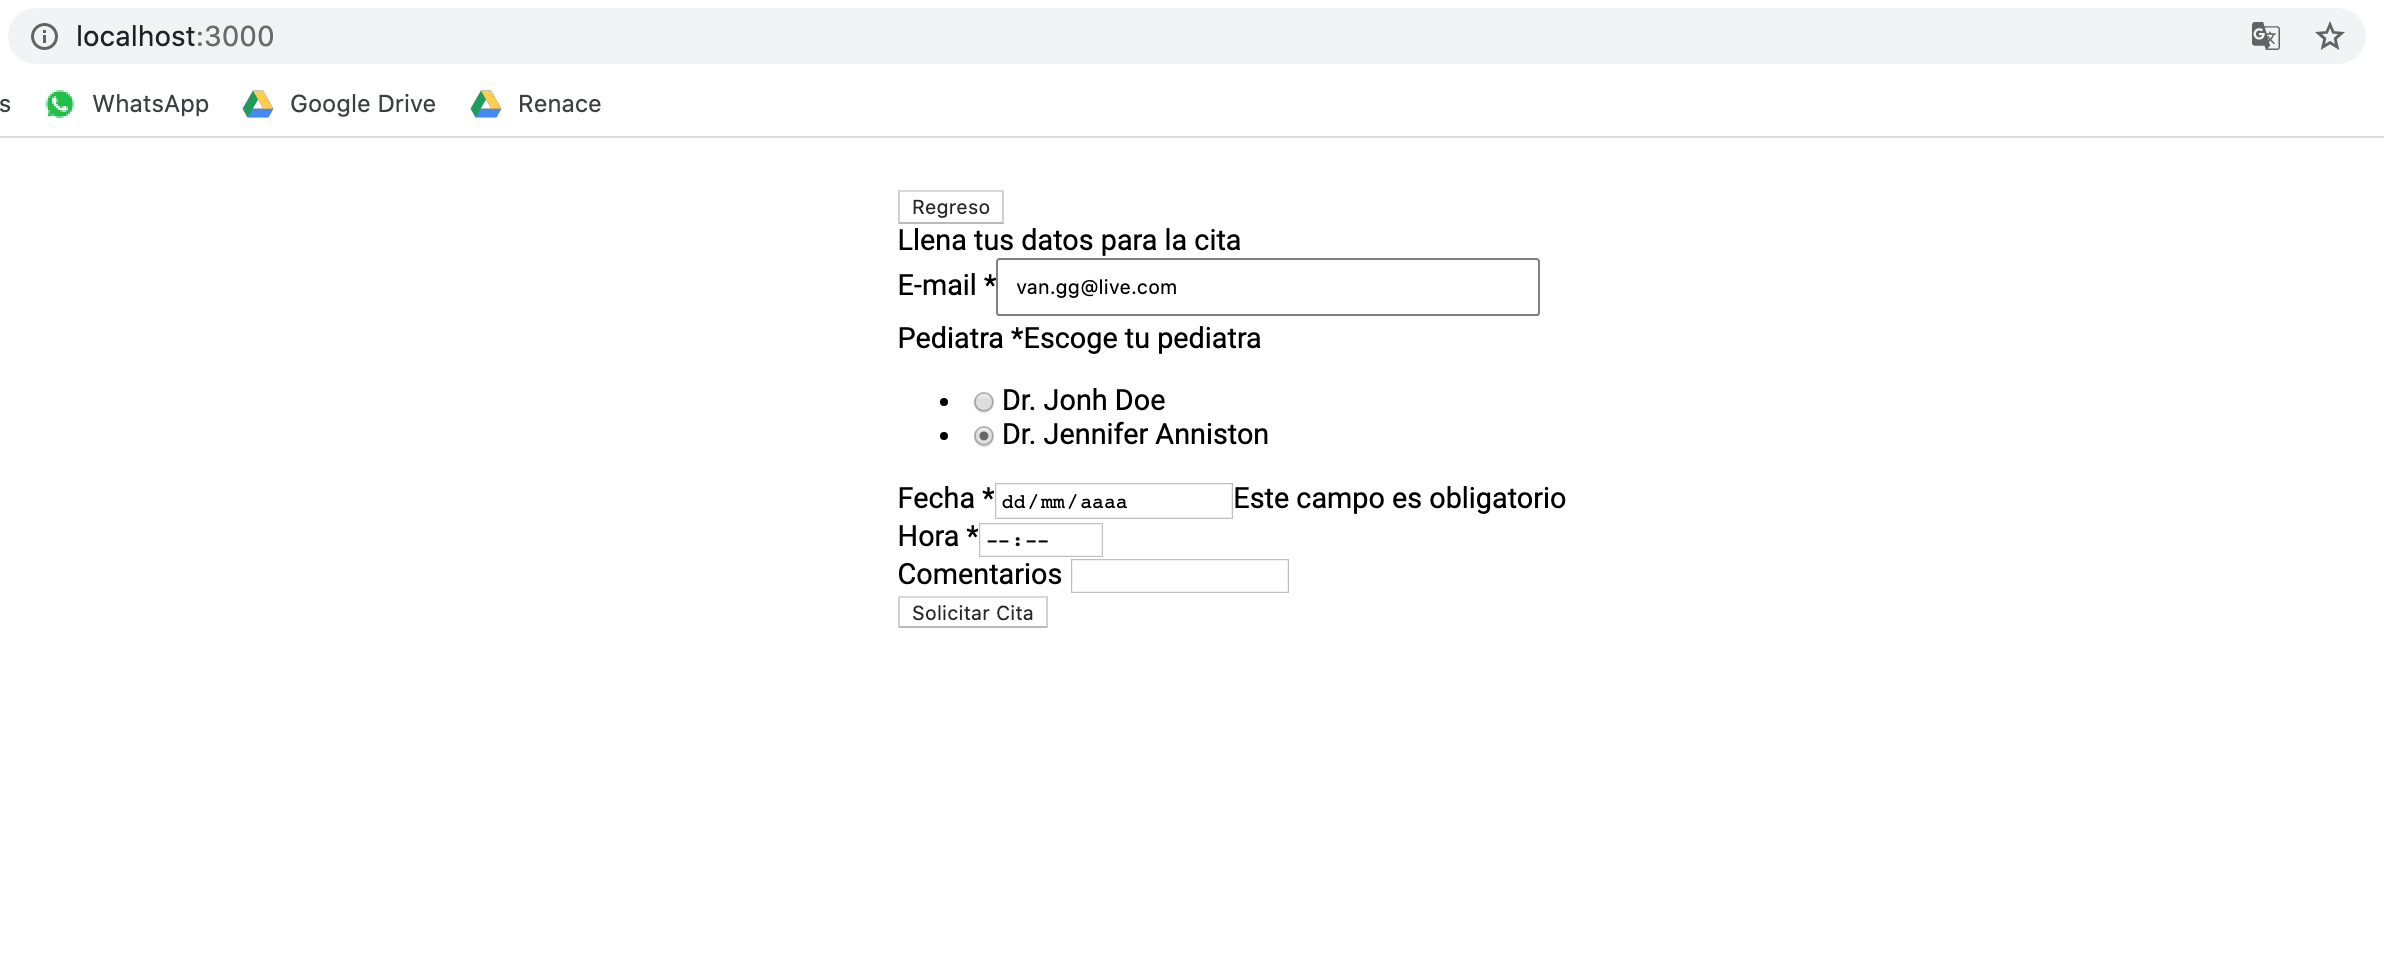 localhost:3000
s WhatsApp Google Drive Renace
Regreso
Llena tus datos para la cita
E-mail * van.gg@live.com
Pediatra *Escoge tu pediatra
• Dr. Jonh Doe
• Dr. Jennifer Anniston
Fecha * dd/mm/aaaa Este campo es obligatorio
Hora * --:--
Comentarios
Solicitar Cita